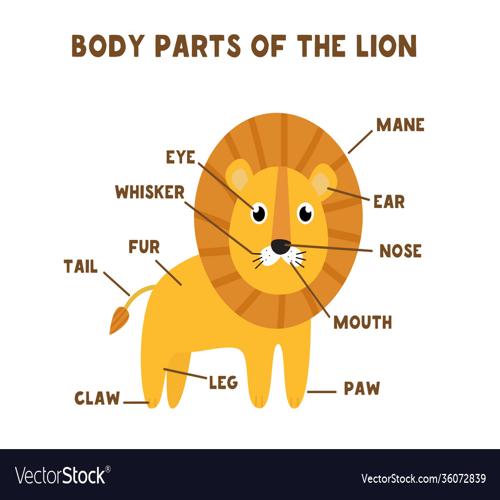 BODY PARTS OF THE LION
MANE
EYE
WHISKER
EAR
FUR
NOSE
TAIL
MOUTH
LEG
PAW
CLAW
VectorStock®
VectorStock.com/36072839